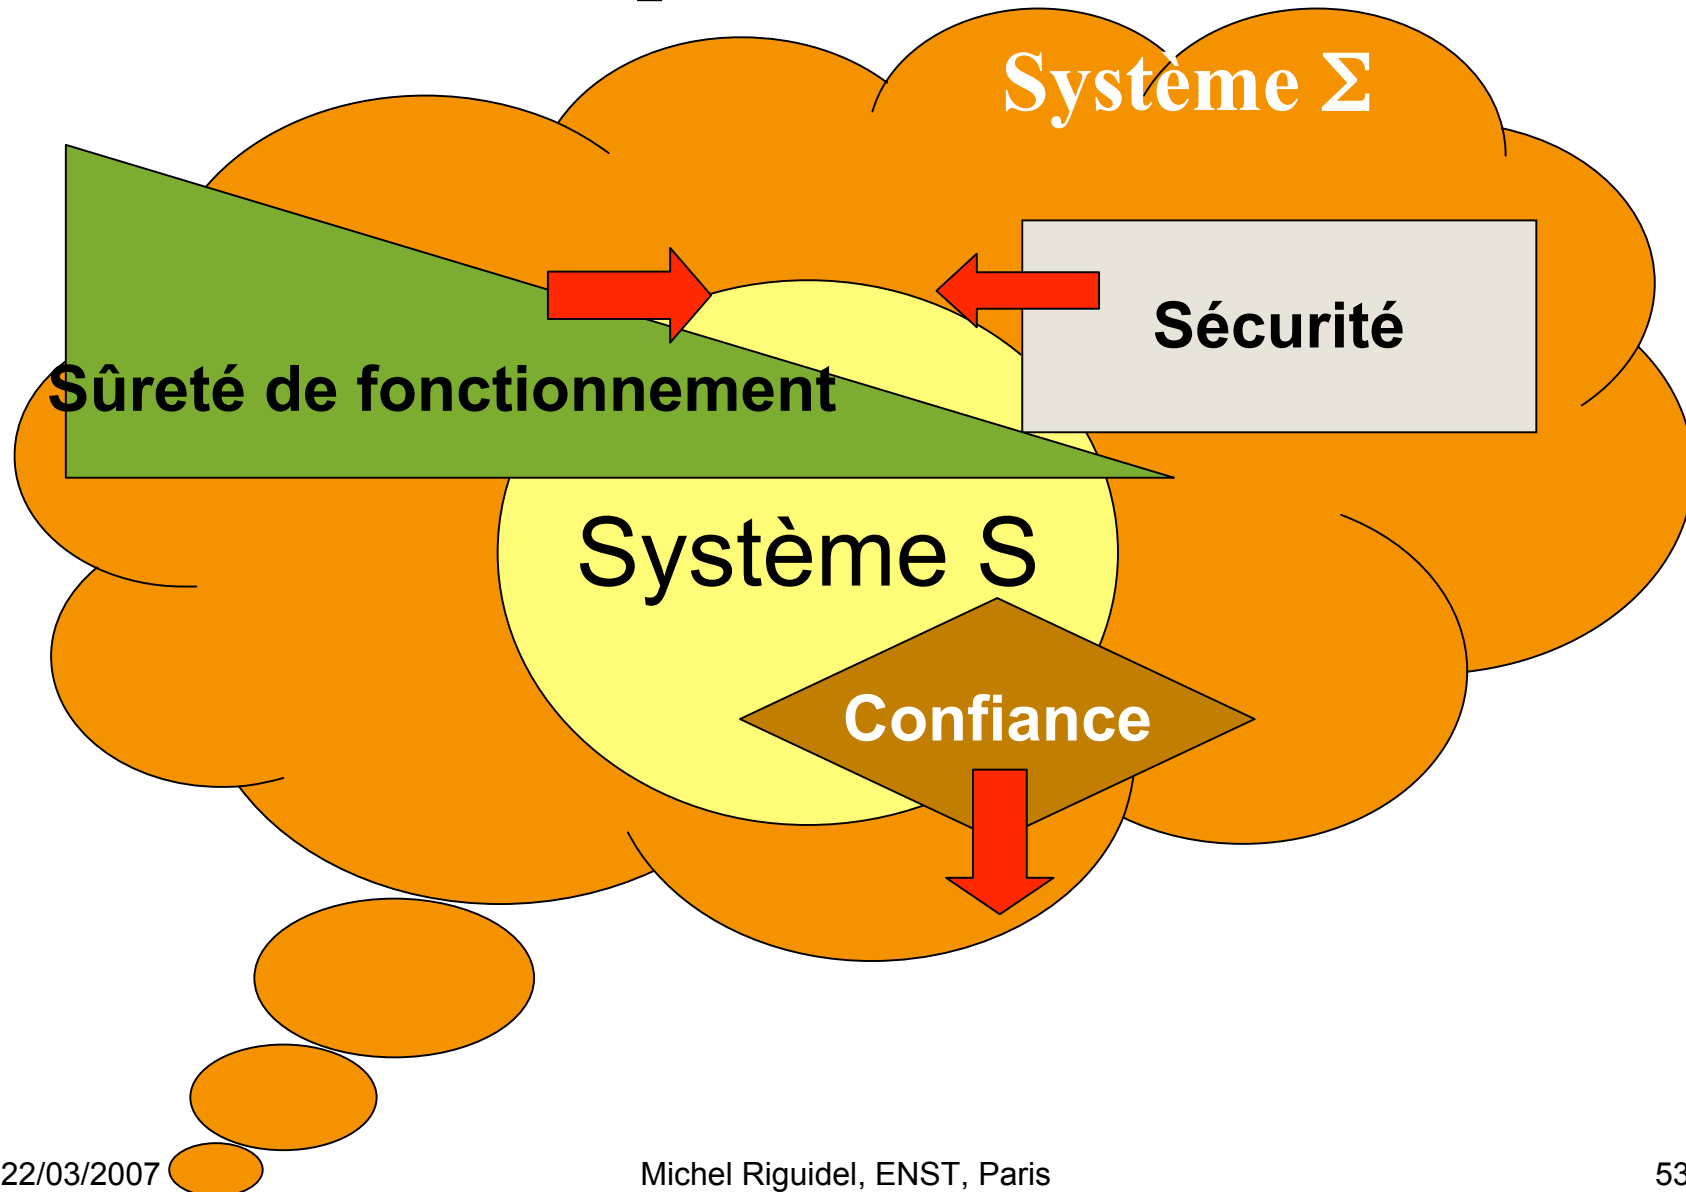 Système Σ
Sécurité
Sûreté de fonctionnement
Système S
Confiance
22/03/2007
Michel Riguidel, ENST, Paris
53